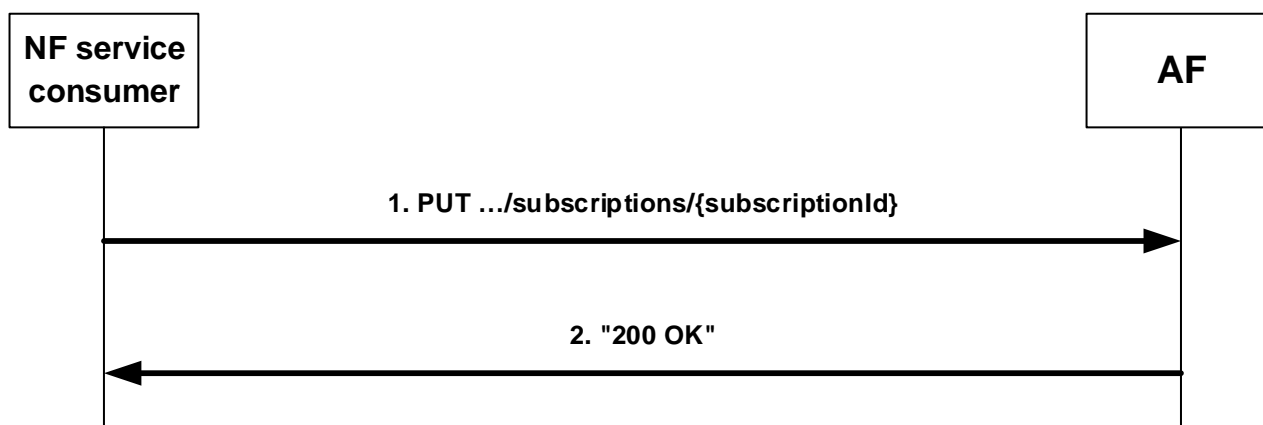 NF service
consumer
AF
1. PUT …/subscriptions/{subscriptionId}
2. "200 OK"